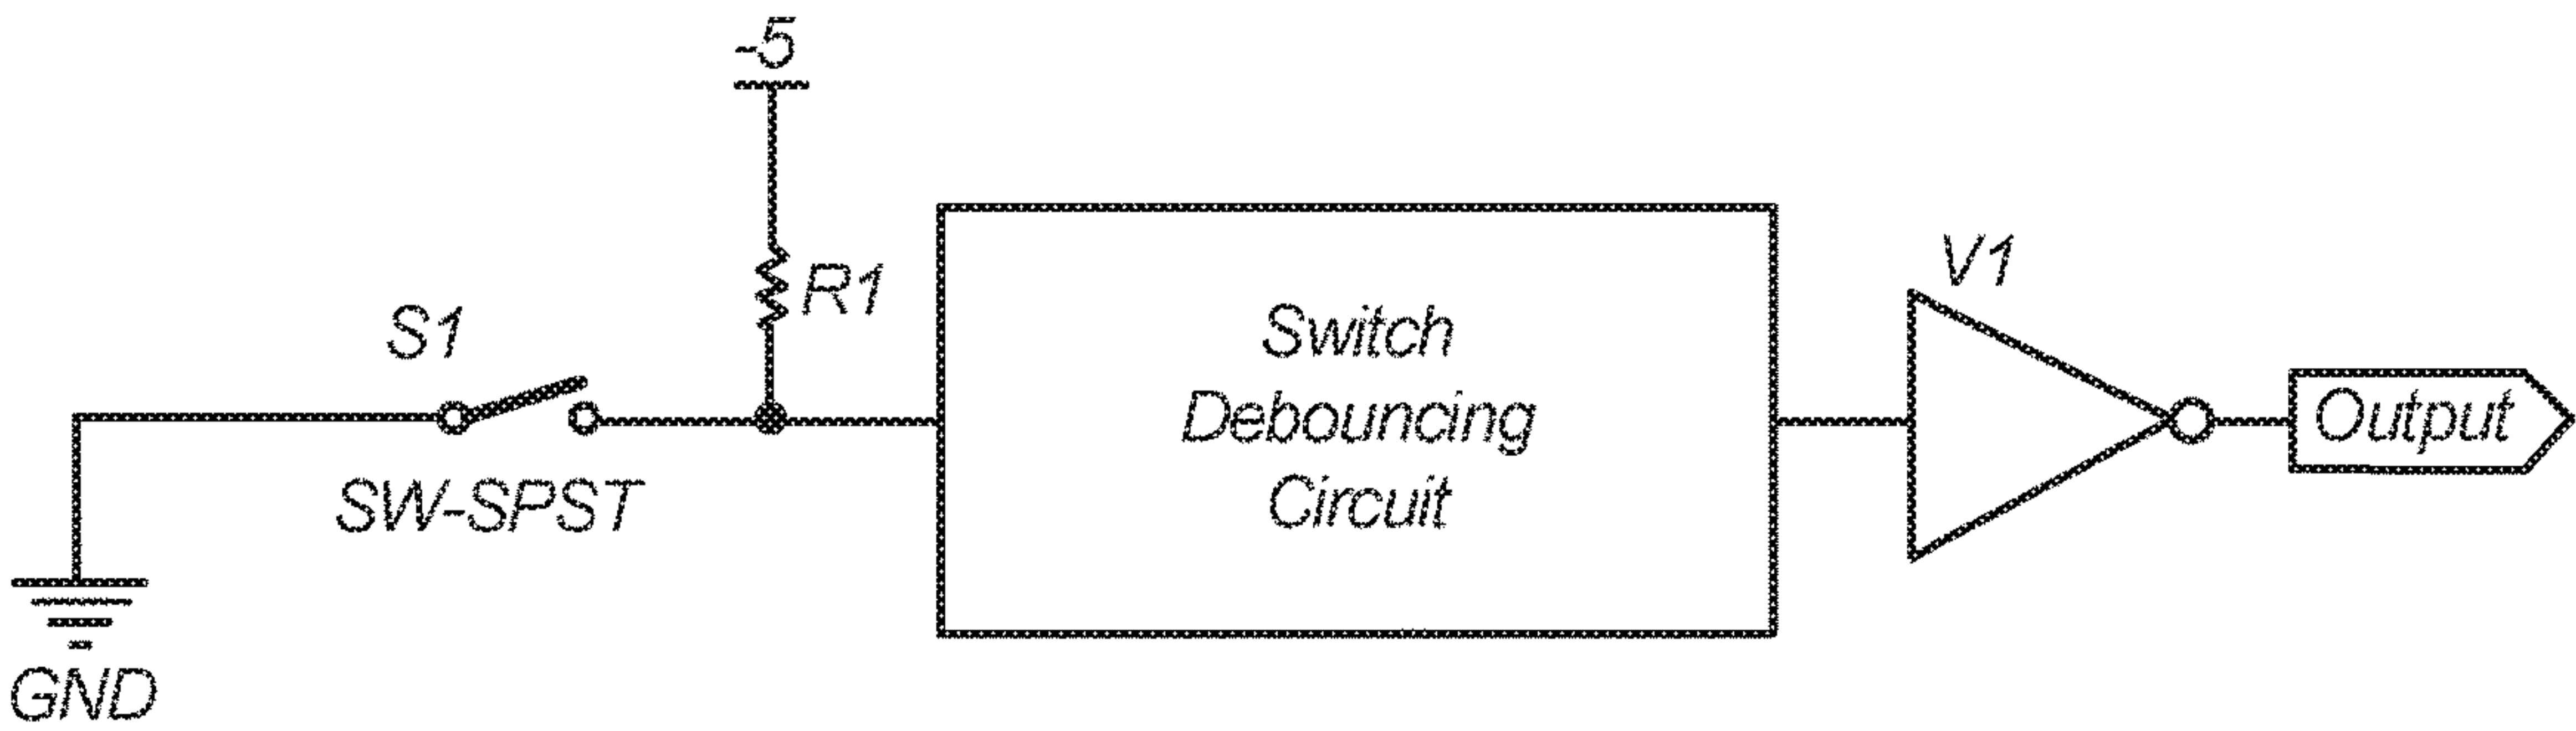 -5
R1
S1
SW-SPST
GND
Switch
Debouncing
Circuit
V1
Output